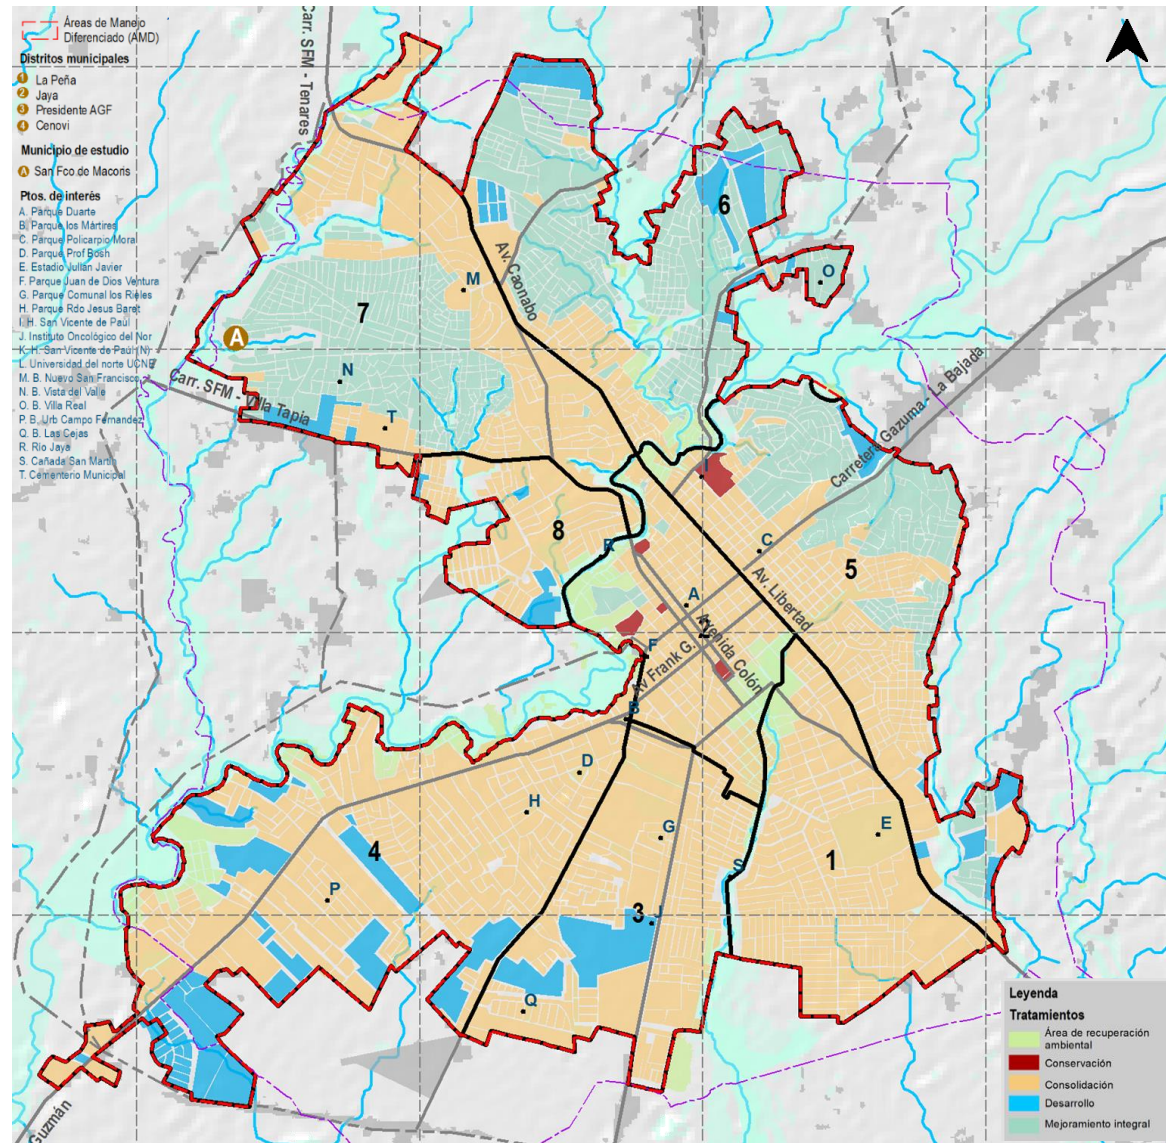 Áreas de Manejo
Diferenciado (AMD)
Distritos municipales
1 La Peña
2 Jaya
3 Presidente AGF
4 Cenovi
Municipio de estudio
A San Fco de Macoris
Ptos. de interés
A. Parque Duarte
B. Parque los Mártires
C. Parque Policarpio Moral
D. Parque Prof Bosh
E. Estadio Julián Javier
F. Parque Juan de Dios Ventura
G. Parque Comunal los Rieles
H. Parque Rdo Jesus Baret
I. H. San Vicente de Paúl
J. Instituto Oncológico del Nor
K. H. San Vicente de Paúl (N)
L. Universidad del norte UCNE
M. B. Nuevo San Francisco
N. B. Vista del Valle
O. B. Villa Real
P. B. Urb Campo Fernandez
Q. B. Las Cejas
R. Río Jaya
S. Cañada San Martin
T. Cementerio Municipal
Carr. SFM - Tenares
Av. Caonabo
6
O
M
7
A
N
Carr. SFM - Villa Tapia
T
Carretera Gazuma - La Bajada
I
8
R
C
5
Av. Libertad
A
2
Avenida Colón
F
Av Frank G.
B
D
H
G
E
4
1
S
P
3
J
Q
Guzmán
Leyenda
Tratamientos
Área de recuperación
ambiental
Conservación
Consolidación
Desarrollo
Mejoramiento integral